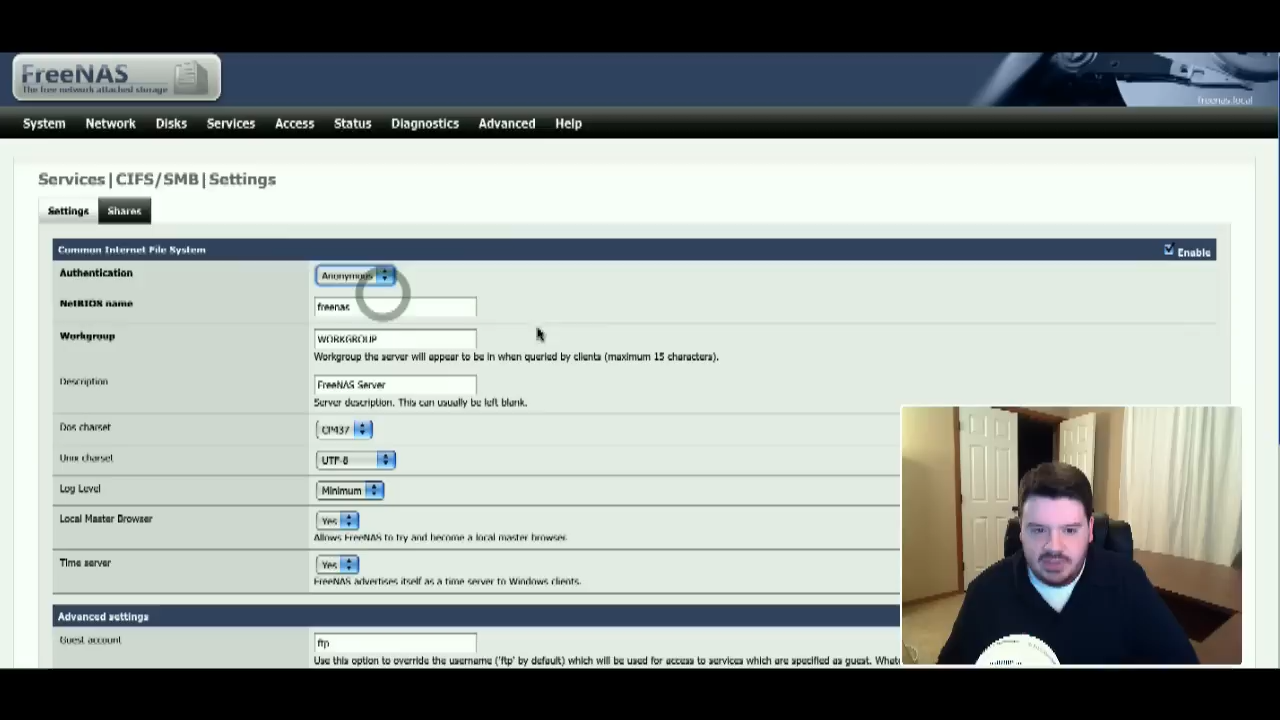 FreeNAS
The free network attached storage
freenas.local
System Network Disks Services Access Status Diagnostics Advanced Help
Services|CIFS/SMB|Settings
Settings Shares
Common Internet File System Enable
Authentication Anonymous
NetBIOS name freenas
Workgroup WORKGROUP
Workgroup the server will appear to be in when queried by clients (maximum 15 characters).
Description FreeNAS Server
Server description. This can usually be left blank.
Dos charset CP437
Unix charset UTF-8
Log Level Minimum
Local Master Browser Yes
Allows FreeNAS to try and become a local master browser.
Time server Yes
FreeNAS advertises itself as a time server to Windows clients.
Advanced settings
Guest account ftp
Use this option to override the username ('ftp' by default) which will be used for access to services which are specified as guest.